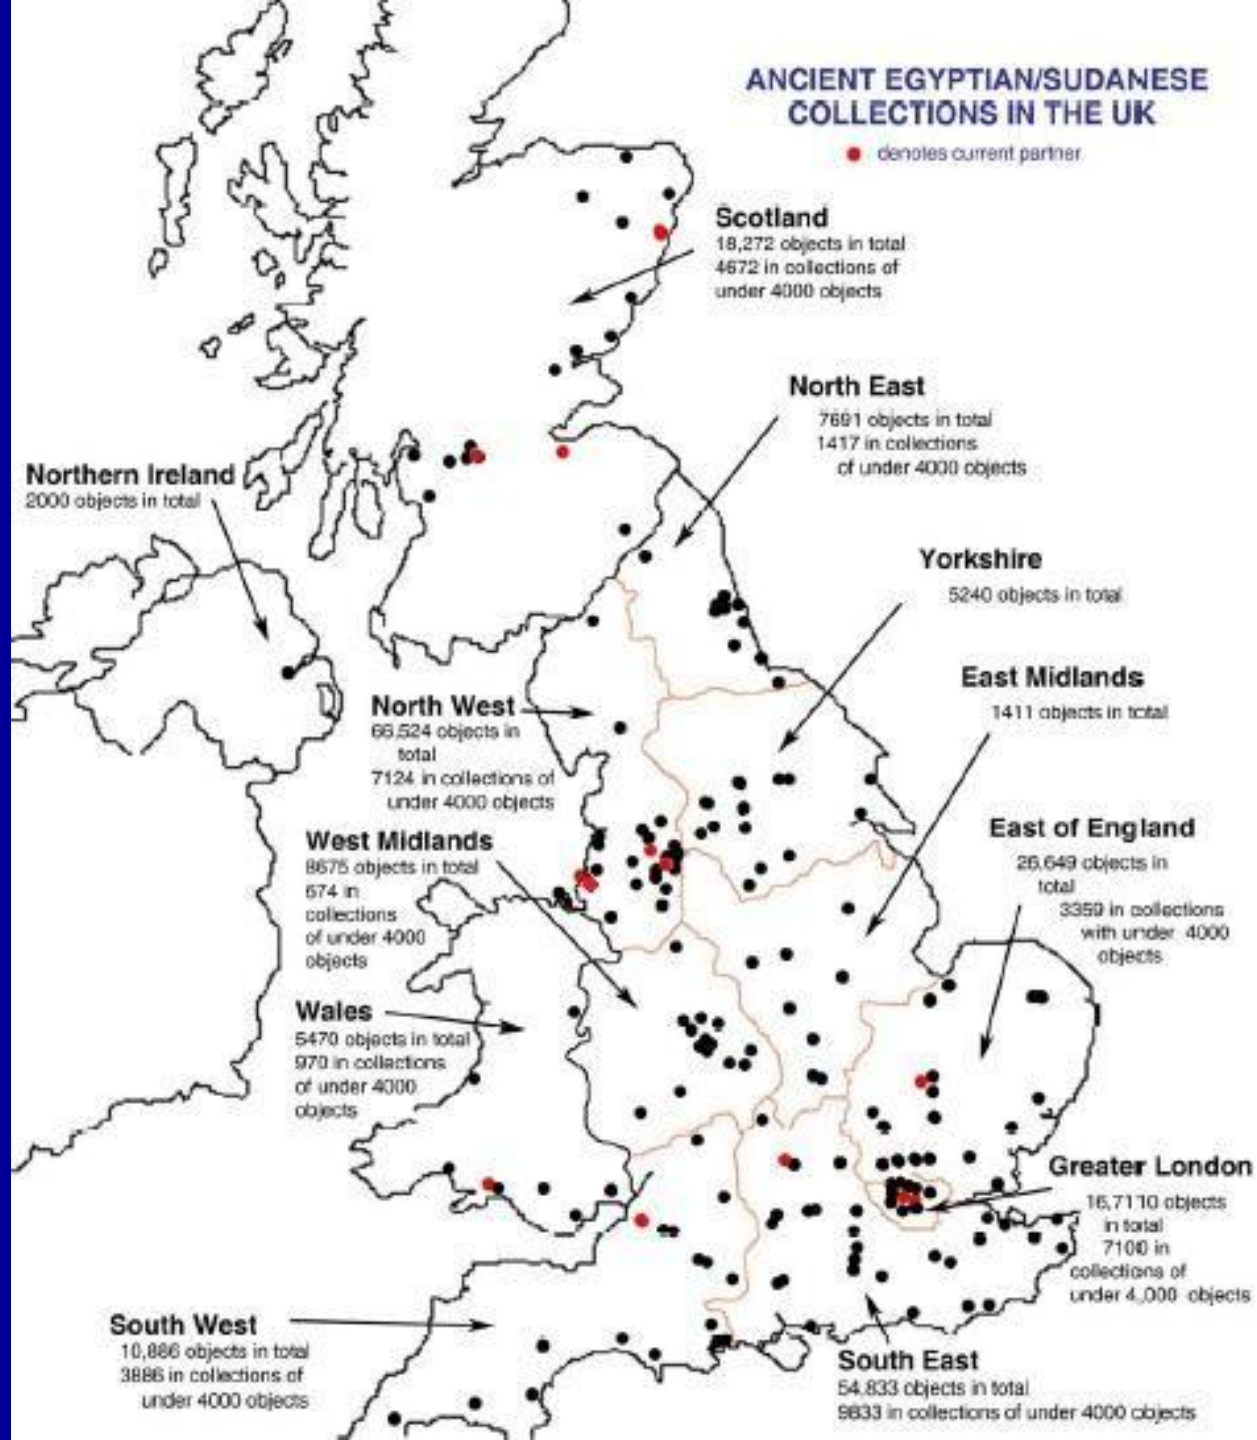 ANCIENT EGYPTIAN/SUDANESE
COLLECTIONS IN THE UK
denotes current partner
Scotland
18,272 objects in total
4672 in collections of
under 4000 objects
North East
7691 objects in total
1417 in collections
of under 4000 objects
Northern Ireland
2000 objects in total
Yorkshire
5240 objects in total
East Midlands
1411 objects in total
North West
66,524 objects in
total
7124 in collections of
under 4000 objects
West Midlands
8675 objects in total
674 in
collections
of under 4000
objects
East of England
26,649 objects in
total
3359 in collections
with under 4000
objects
Wales
5470 objects in total
970 in collections
of under 4000
objects
Greater London
16,7110 objects
in total
7100 in
collections of
under 4,000 objects
South West
10,886 objects in total
3886 in collections of
under 4000 objects
South East
54,833 objects in total
9833 in collections of under 4000 objects